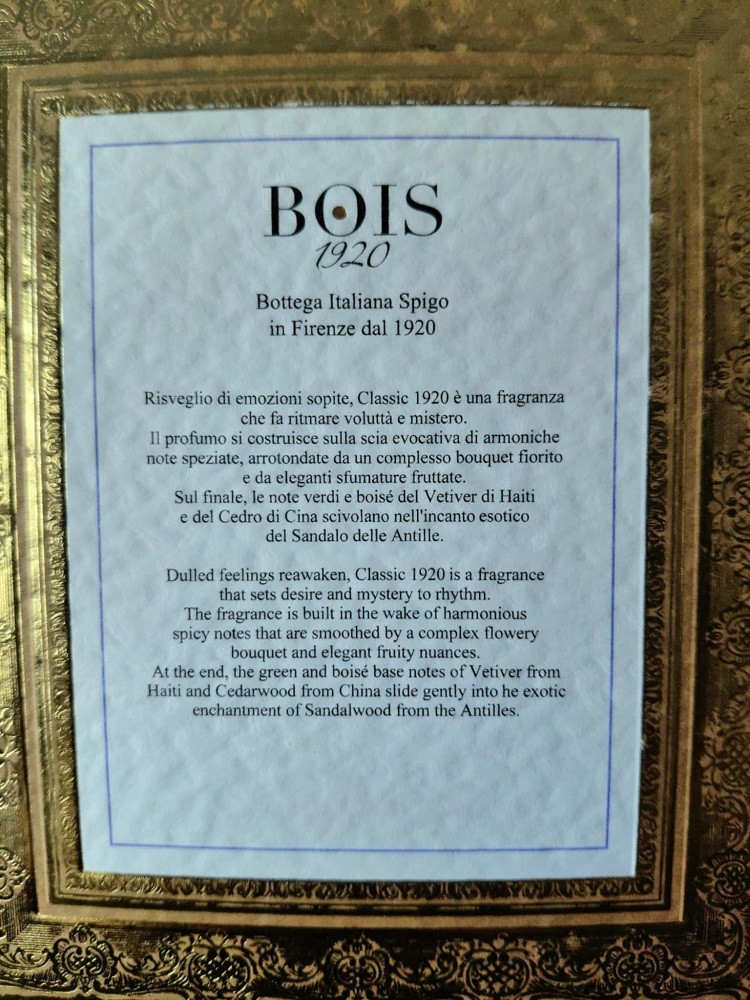 BOIS
1920
Bottega Italiana Spigo
in Firenze dal 1920
Risveglio di emozioni sopite, Classic 1920 è una fragranza
che fa ritmare voluttà e mistero.
Il profumo si costruisce sulla scia evocativa di armoniche
note speziate, arrotondate da un complesso bouquet fiorito
e da eleganti sfumature fruttate.
Sul finale, le note verdi e boisé del Vetiver di Haiti
e del Cedro di Cina scivolano nell'incanto esotico
del Sandalo delle Antille.
Dulled feelings reawaken, Classic 1920 is a fragrance
that sets desire and mystery to rhythm.
The fragrance is built in the wake of harmonious
spicy notes that are smoothed by a complex flowery
bouquet and elegant fruity nuances.
At the end, the green and boisé base notes of Vetiver from
Haiti and Cedarwood from China slide gently into he exotic
enchantment of Sandalwood from the Antilles.